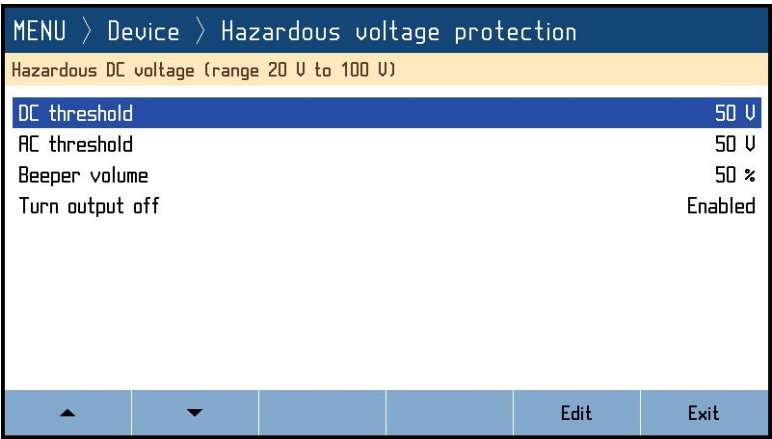 MENU > Device > Hazardous voltage protection
Hazardous DC voltage (range 20 V to 100 V)
DC threshold 50 V
AC threshold 50 V
Beeper volume 50 %
Turn output off Enabled
Edit Exit